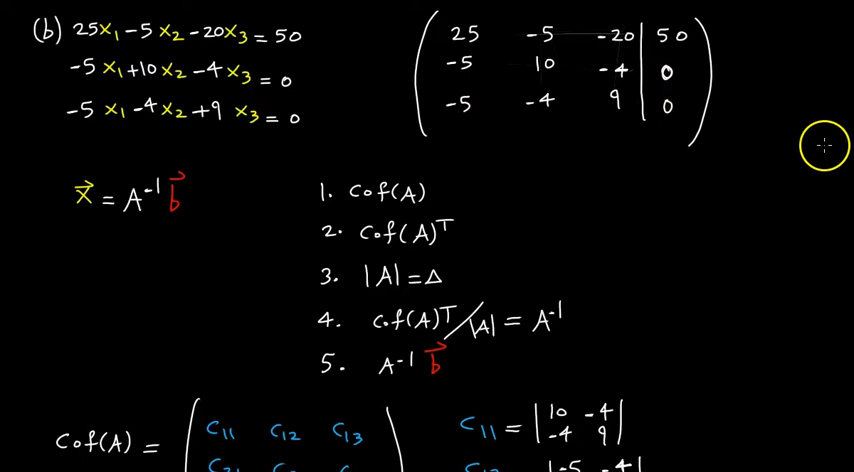 (b) 25x₁ - 5x₂ - 20x₃ = 50
-5x₁ + 10x₂ - 4x₃ = 0
-5x₁ - 4x₂ + 9x₃ = 0
25 -5 -20 | 50
-5 10 -4 | 0
-5 -4 9 | 0
x⃗ = A⁻¹ b⃗
1. Cof(A)
2. Cof(A)ᵀ
3. |A| = Δ
4. Cof(A)ᵀ/|A| = A⁻¹
5. A⁻¹ b⃗
Cof(A) =
C₁₁ C₁₂ C₁₃
C₁₁ = |10 -4|
|-4 9|
|-5 -4|